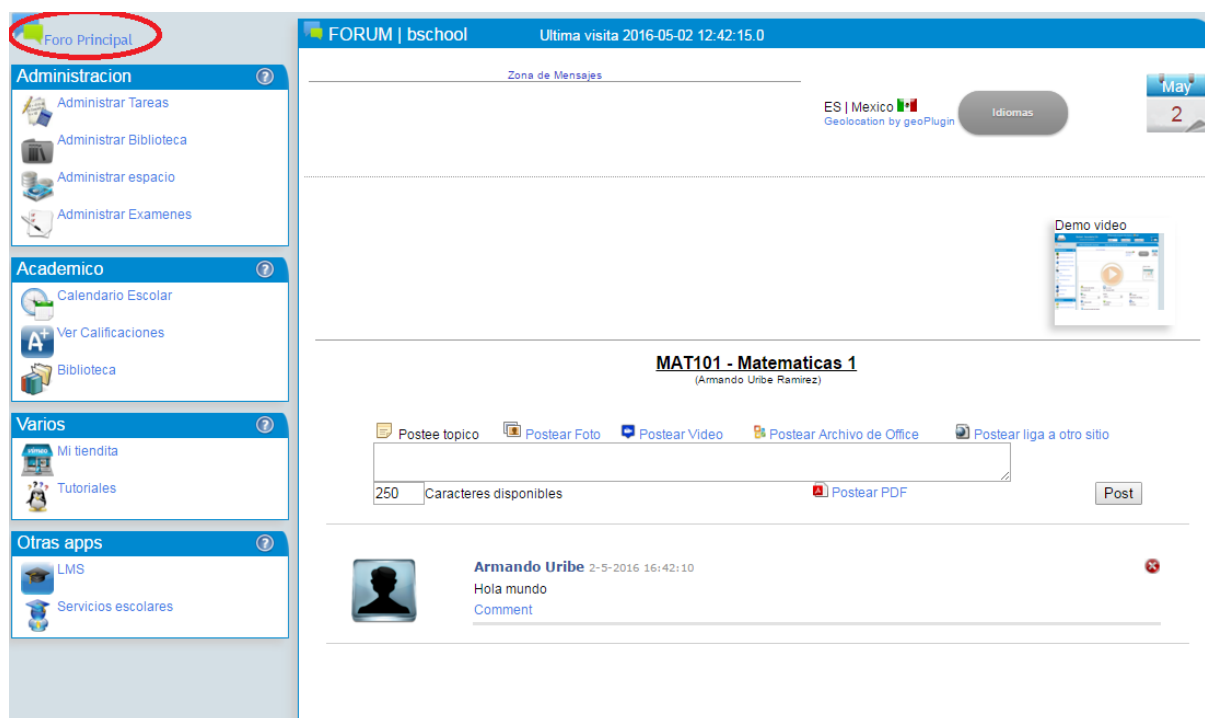 Foro Principal
Administracion
Administrar Tareas
Administrar Biblioteca
Administrar espacio
Administrar Examenes
Academico
Calendario Escolar
A+ Ver Calificaciones
Biblioteca
Varios
vimeo Mi tiendita
Tutoriales
Otras apps
LMS
Servicios escolares
FORUM | bschool Ultima visita 2016-05-02 12:42:15.0
Zona de Mensajes
ES | Mexico
Geolocation by geoPlugin
Idiomas
May
2
Demo video
MAT101 - Matematicas 1
(Armando Uribe Ramirez)
Postee topico Postear Foto Postear Video Postear Archivo de Office Postear liga a otro sitio
250 Caracteres disponibles Postear PDF Post
Armando Uribe 2-5-2016 16:42:10
Hola mundo
Comment